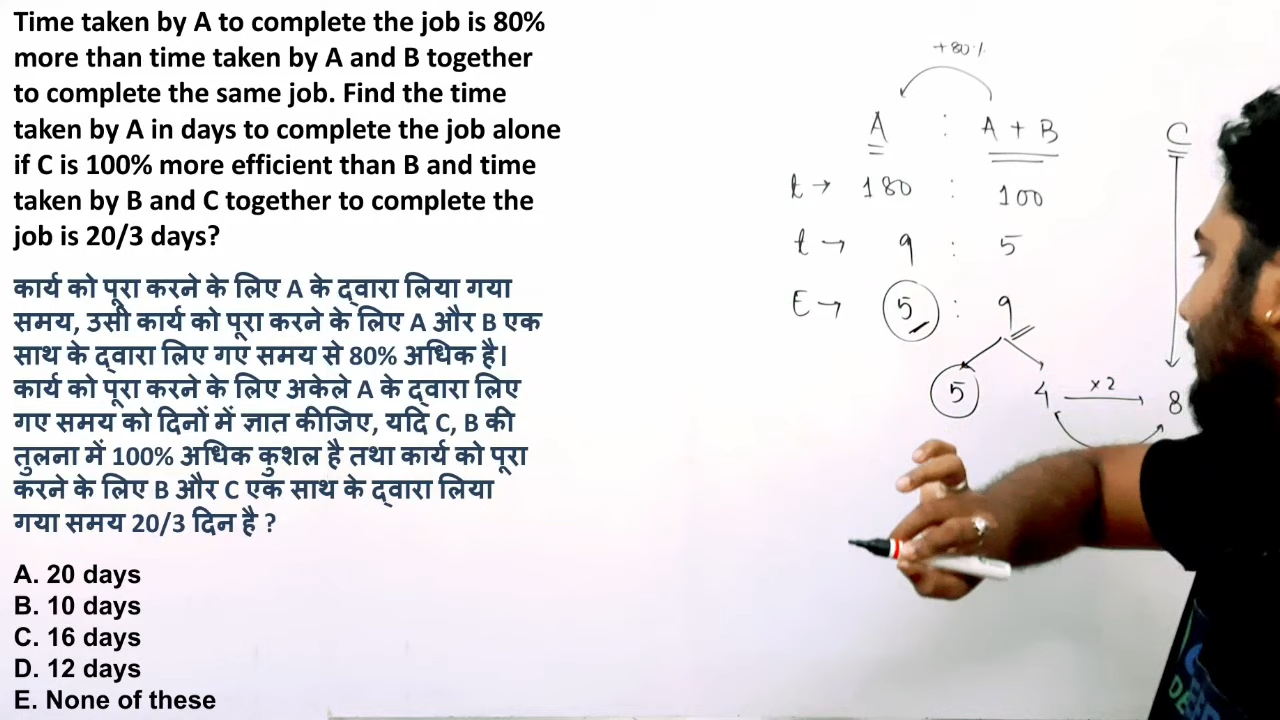 Time taken by A to complete the job is 80%
more than time taken by A and B together
to complete the same job. Find the time
taken by A in days to complete the job alone
if C is 100% more efficient than B and time
taken by B and C together to complete the
job is 20/3 days?
कार्य को पूरा करने के लिए A के द्वारा लिया गया
समय, उसी कार्य को पूरा करने के लिए A और B एक
साथ के द्वारा लिए गए समय से 80% अधिक है।
कार्य को पूरा करने के लिए अकेले A के द्वारा लिए
गए समय को दिनों में ज्ञात कीजिए, यदि C, B की
तुलना में 100% अधिक कुशल है तथा कार्य को पूरा
करने के लिए B और C एक साथ के द्वारा लिया
गया समय 20/3 दिन है ?
A. 20 days
B. 10 days
C. 16 days
D. 12 days
E. None of these
+80%
A : A + B C
t → 180 : 100
t → 9 : 5
E → 5 : 9
5 4 ×2 8